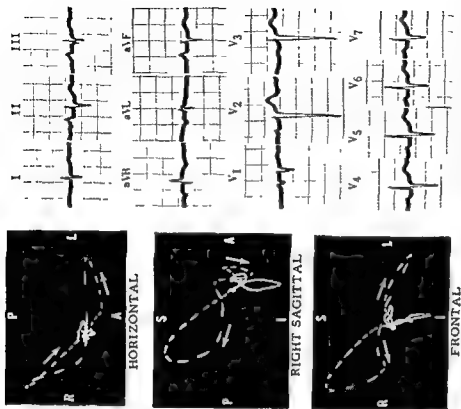 I II III
aVR aVL aVF
V1 V2 V3
V4 V5 V6 V7
P
R L
A
HORIZONTAL
S
P A
I
RIGHT SAGITTAL
S
R L
I
FRONTAL